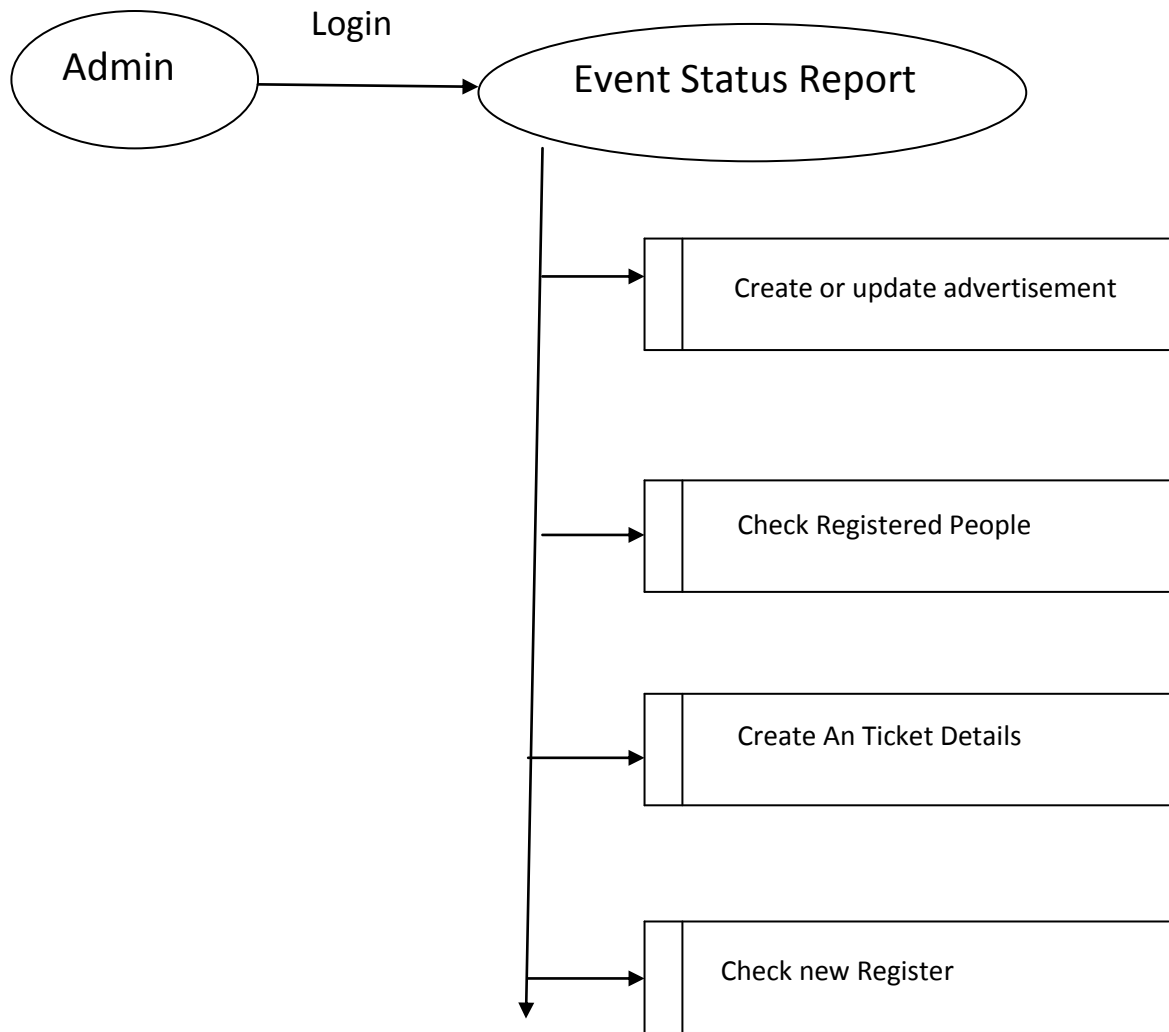 Login
Admin
Event Status Report
Create or update advertisement
Check Registered People
Create An Ticket Details
Check new Register